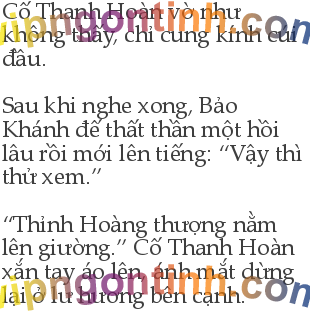 Cố Thanh Hoàn vờ như
không thấy, chỉ cung kính cúi
đầu.
Sau khi nghe xong, Bảo
Khánh đế thất thần một hồi
lâu rồi mới lên tiếng: “Vậy thì
thử xem.”
“Thỉnh Hoàng thượng nằm
lên giường.” Cố Thanh Hoàn
xắn tay áo lên, ánh mắt dừng
lại ở lư hương bên cạnh.